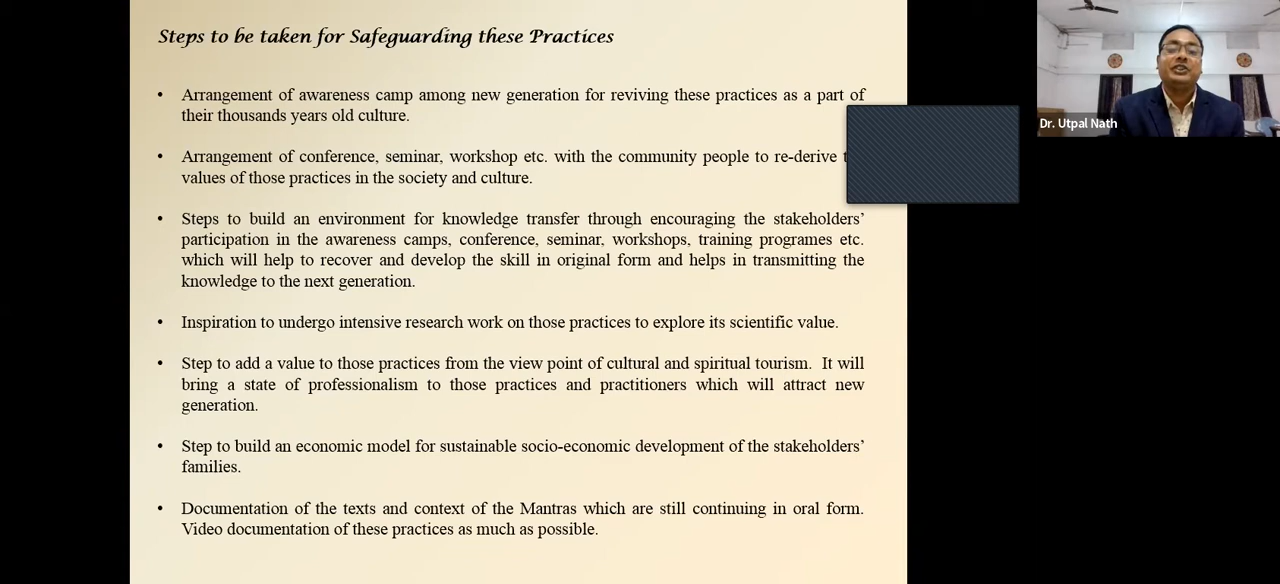 Steps to be taken for Safeguarding these Practices
• Arrangement of awareness camp among new generation for reviving these practices as a part of
their thousands years old culture.
• Arrangement of conference, seminar, workshop etc. with the community people to re-derive
values of those practices in the society and culture.
• Steps to build an environment for knowledge transfer through encouraging the stakeholders’
participation in the awareness camps, conference, seminar, workshops, training programes etc.
which will help to recover and develop the skill in original form and helps in transmitting the
knowledge to the next generation.
• Inspiration to undergo intensive research work on those practices to explore its scientific value.
• Step to add a value to those practices from the view point of cultural and spiritual tourism. It will
bring a state of professionalism to those practices and practitioners which will attract new
generation.
• Step to build an economic model for sustainable socio-economic development of the stakeholders’
families.
• Documentation of the texts and context of the Mantras which are still continuing in oral form.
Video documentation of these practices as much as possible.
Dr. Utpal Nath